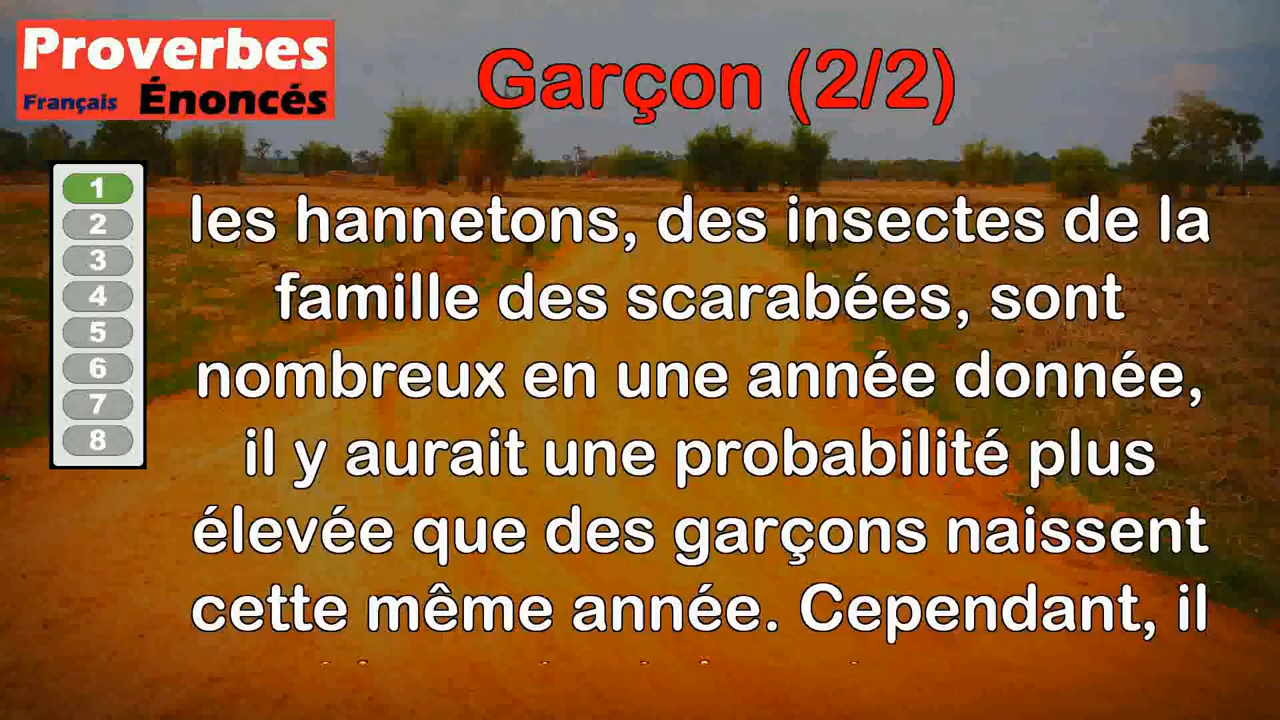 Proverbes
Français Énoncés
Garçon (2/2)
1
2
3
4
5
6
7
8
les hannetons, des insectes de la
famille des scarabées, sont
nombreux en une année donnée,
il y aurait une probabilité plus
élevée que des garçons naissent
cette même année. Cependant, il